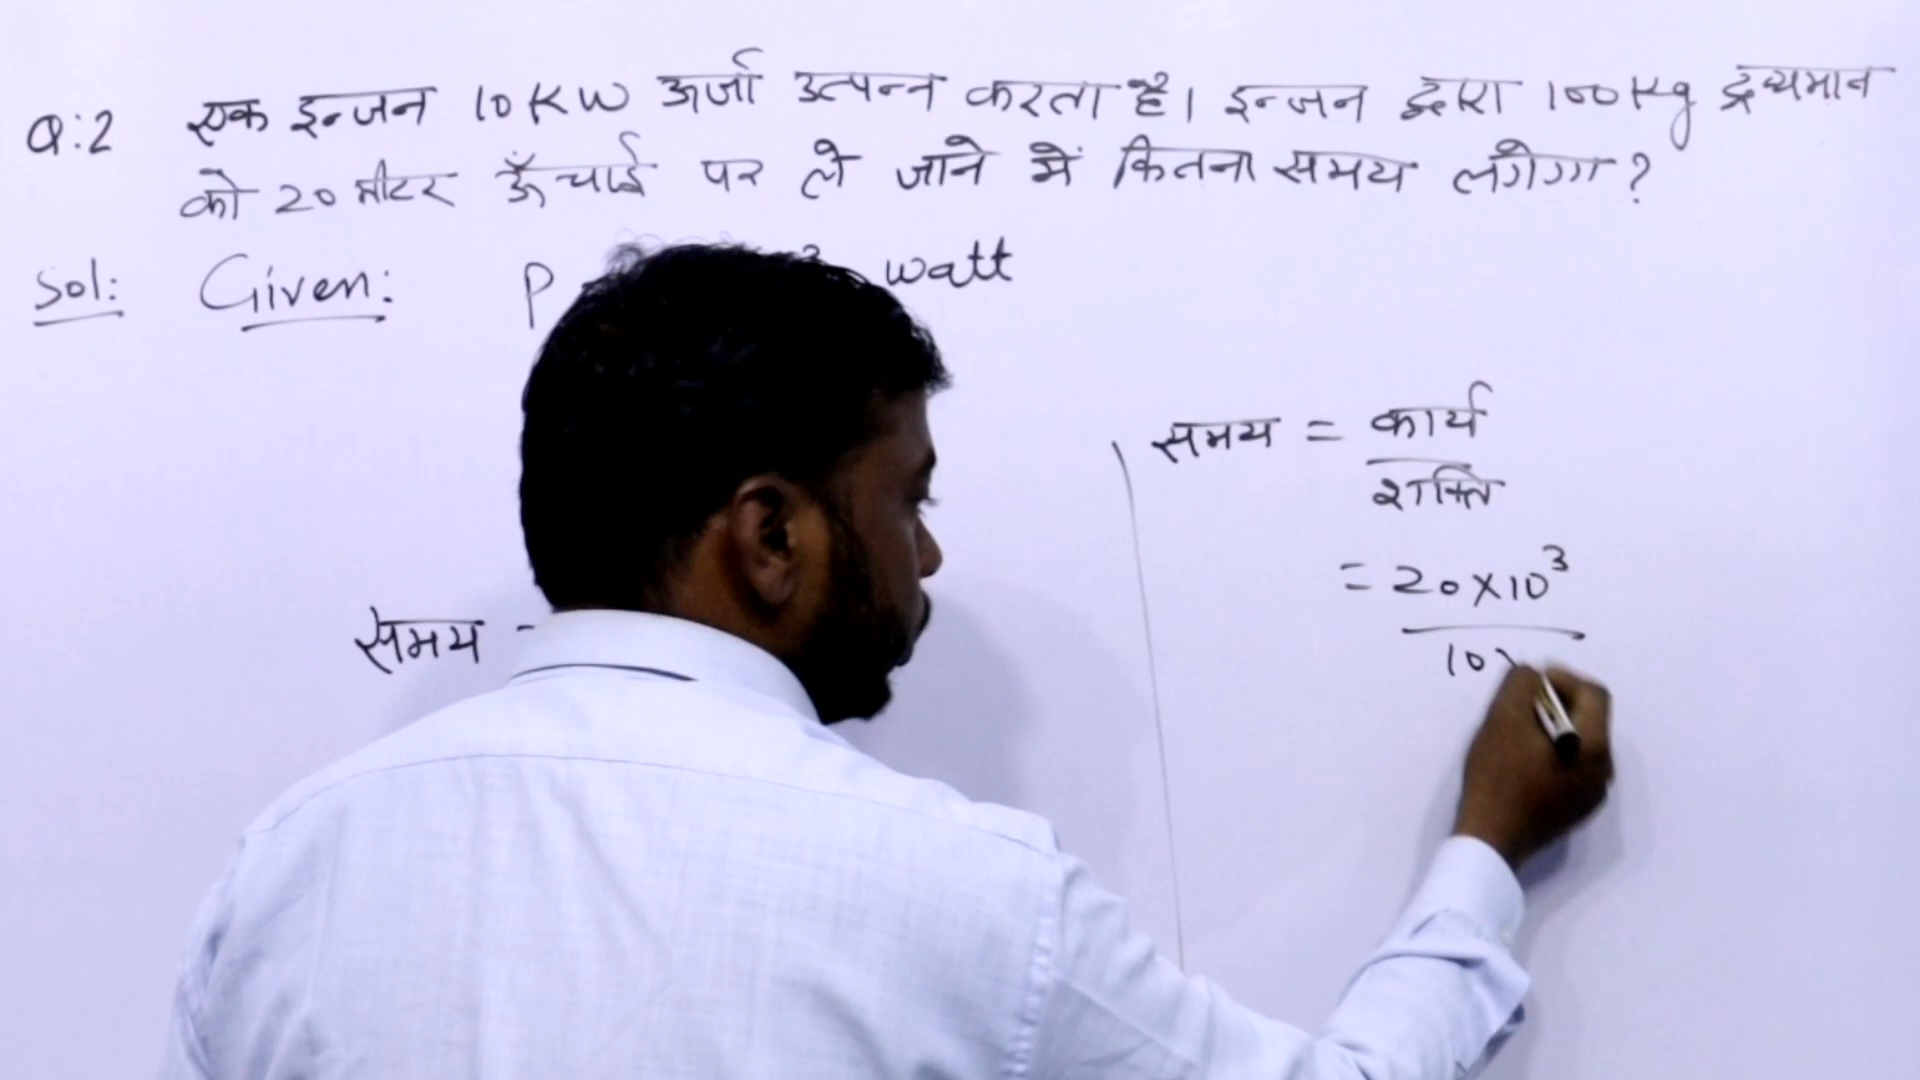 Q:2 एक इन्जन 10KW ऊर्जा उत्पन्न करता है। इन्जन द्वारा 100Kg द्रव्यमान
को 20 मीटर ऊँचाई पर ले जाने में कितना समय लगेगा?
Sol: Given: P watt
समय = कार्य
शक्ति
= 20×10³
10×
समय -